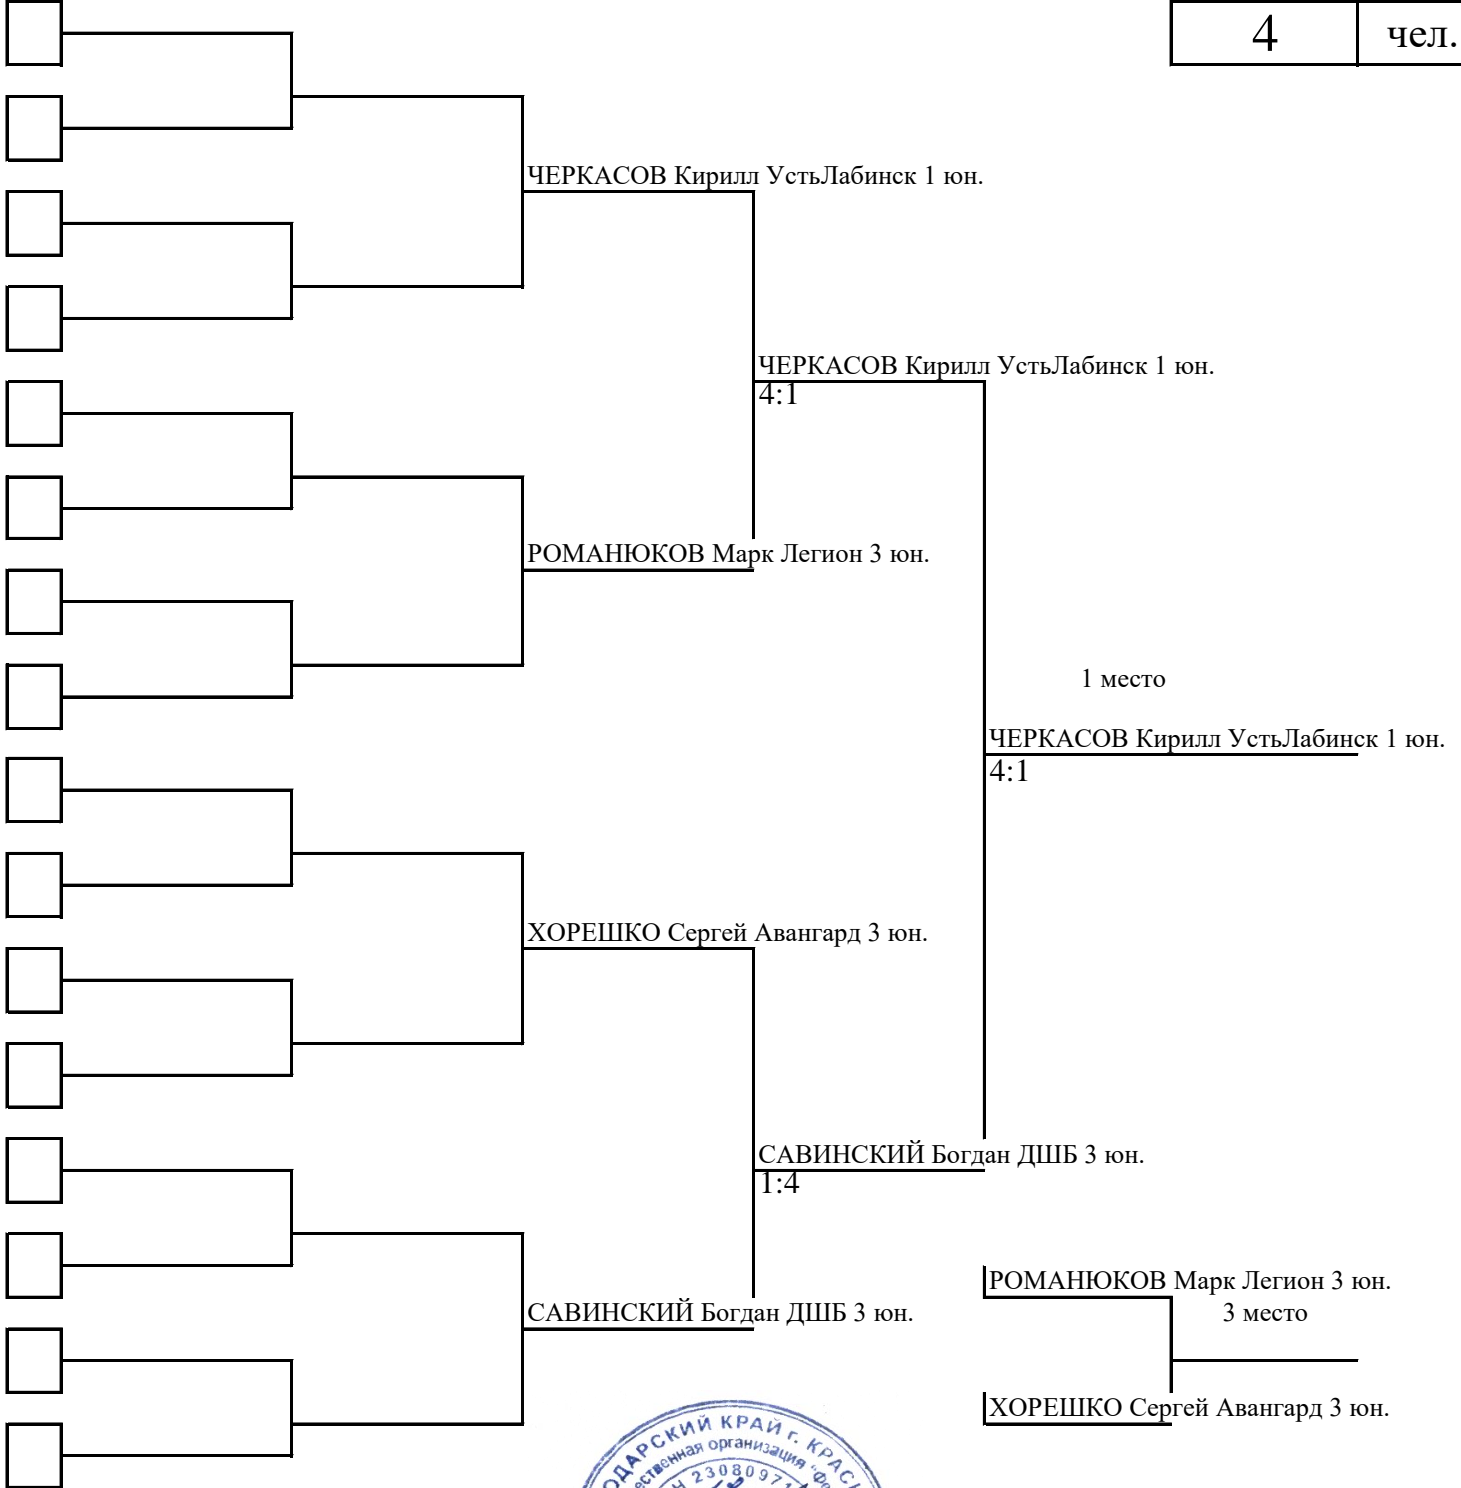 4 чел.
ЧЕРКАСОВ Кирилл УстьЛабинск 1 юн.
ЧЕРКАСОВ Кирилл УстьЛабинск 1 юн.
4:1
РОМАНЮКОВ Марк Легион 3 юн.
1 место
ЧЕРКАСОВ Кирилл УстьЛабинск 1 юн.
4:1
ХОРЕШКО Сергей Авангард 3 юн.
САВИНСКИЙ Богдан ДШБ 3 юн.
1:4
РОМАНЮКОВ Марк Легион 3 юн.
САВИНСКИЙ Богдан ДШБ 3 юн.
3 место
ХОРЕШКО Сергей Авангард 3 юн.
КРАЙ г.
организация